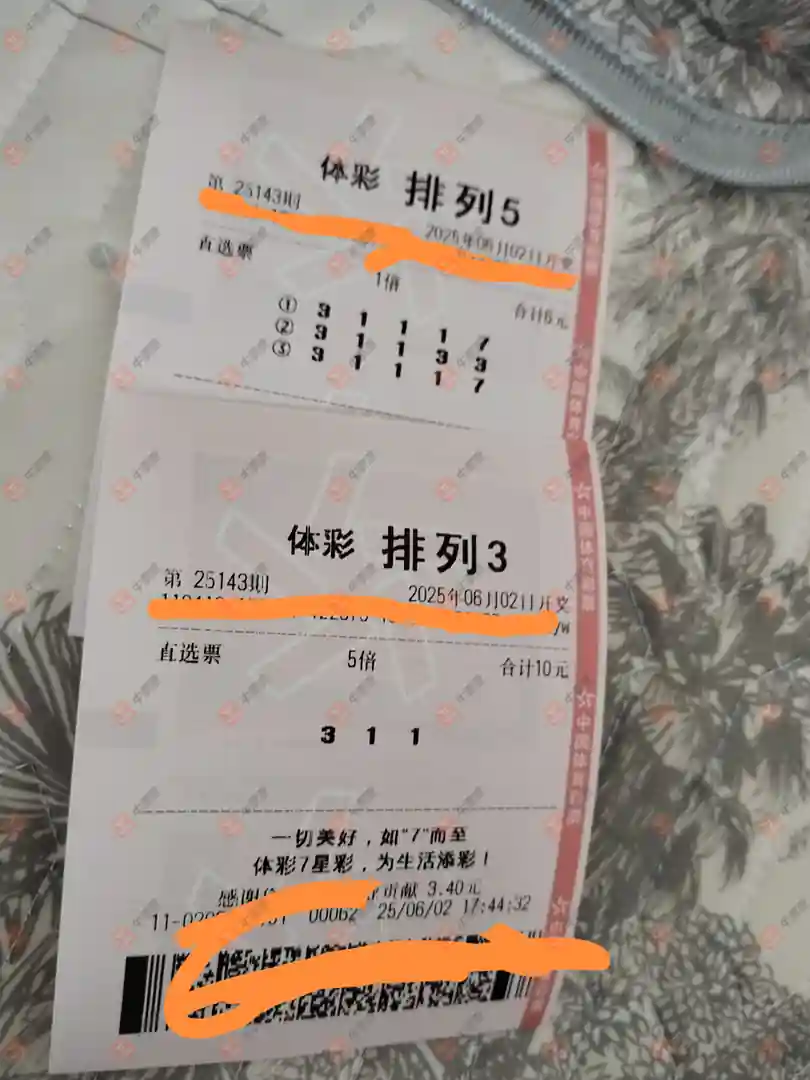 体彩 排列5
第 25143期
2025年06月02日开奖
直选票 1倍 合计6元
① 3 1 1 1 7
② 3 1 1 3 3
③ 3 1 1 1 7
体彩 排列3
第 25143期 2025年06月02日开奖
直选票 5倍 合计10元
3 1 1
一切美好，如“7”而至
体彩7星彩，为生活添彩！
感谢 贡献 3.40元
00062 25/06/02 17:44:32